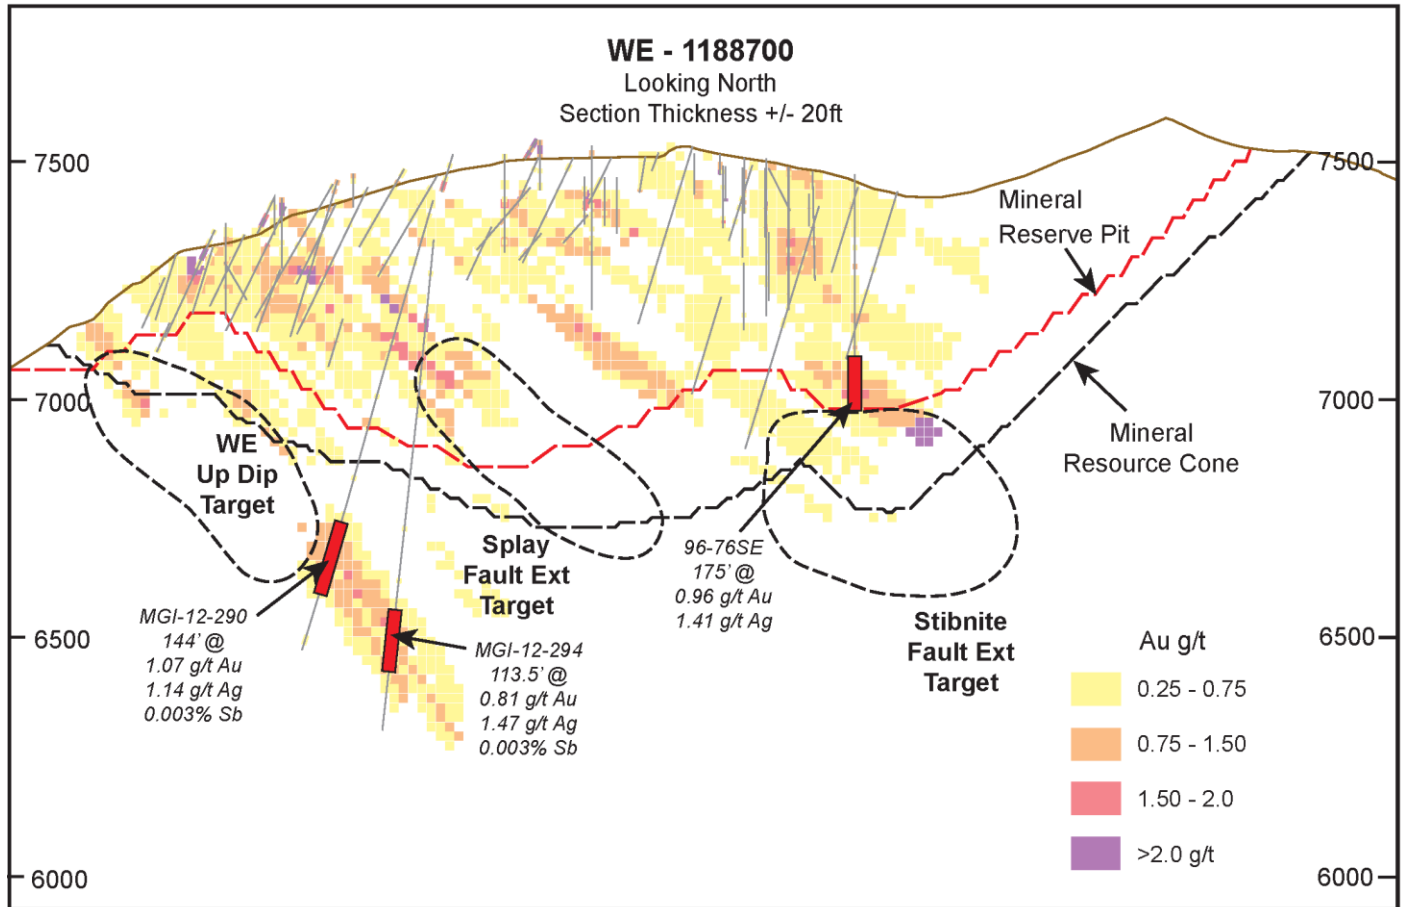 WE - 1188700
Looking North
Section Thickness +/- 20ft
7500
7500
Mineral
Reserve Pit
7000
7000
Mineral
Resource Cone
WE
Up Dip
Target
Splay
Fault Ext
Target
96-76SE
175' @
0.96 g/t Au
1.41 g/t Ag
Stibnite
Fault Ext
Target
MGI-12-290
144' @
1.07 g/t Au
1.14 g/t Ag
0.003% Sb
6500
6500
MGI-12-294
113.5' @
0.81 g/t Au
1.47 g/t Ag
0.003% Sb
Au g/t
0.25 - 0.75
0.75 - 1.50
1.50 - 2.0
>2.0 g/t
6000
6000